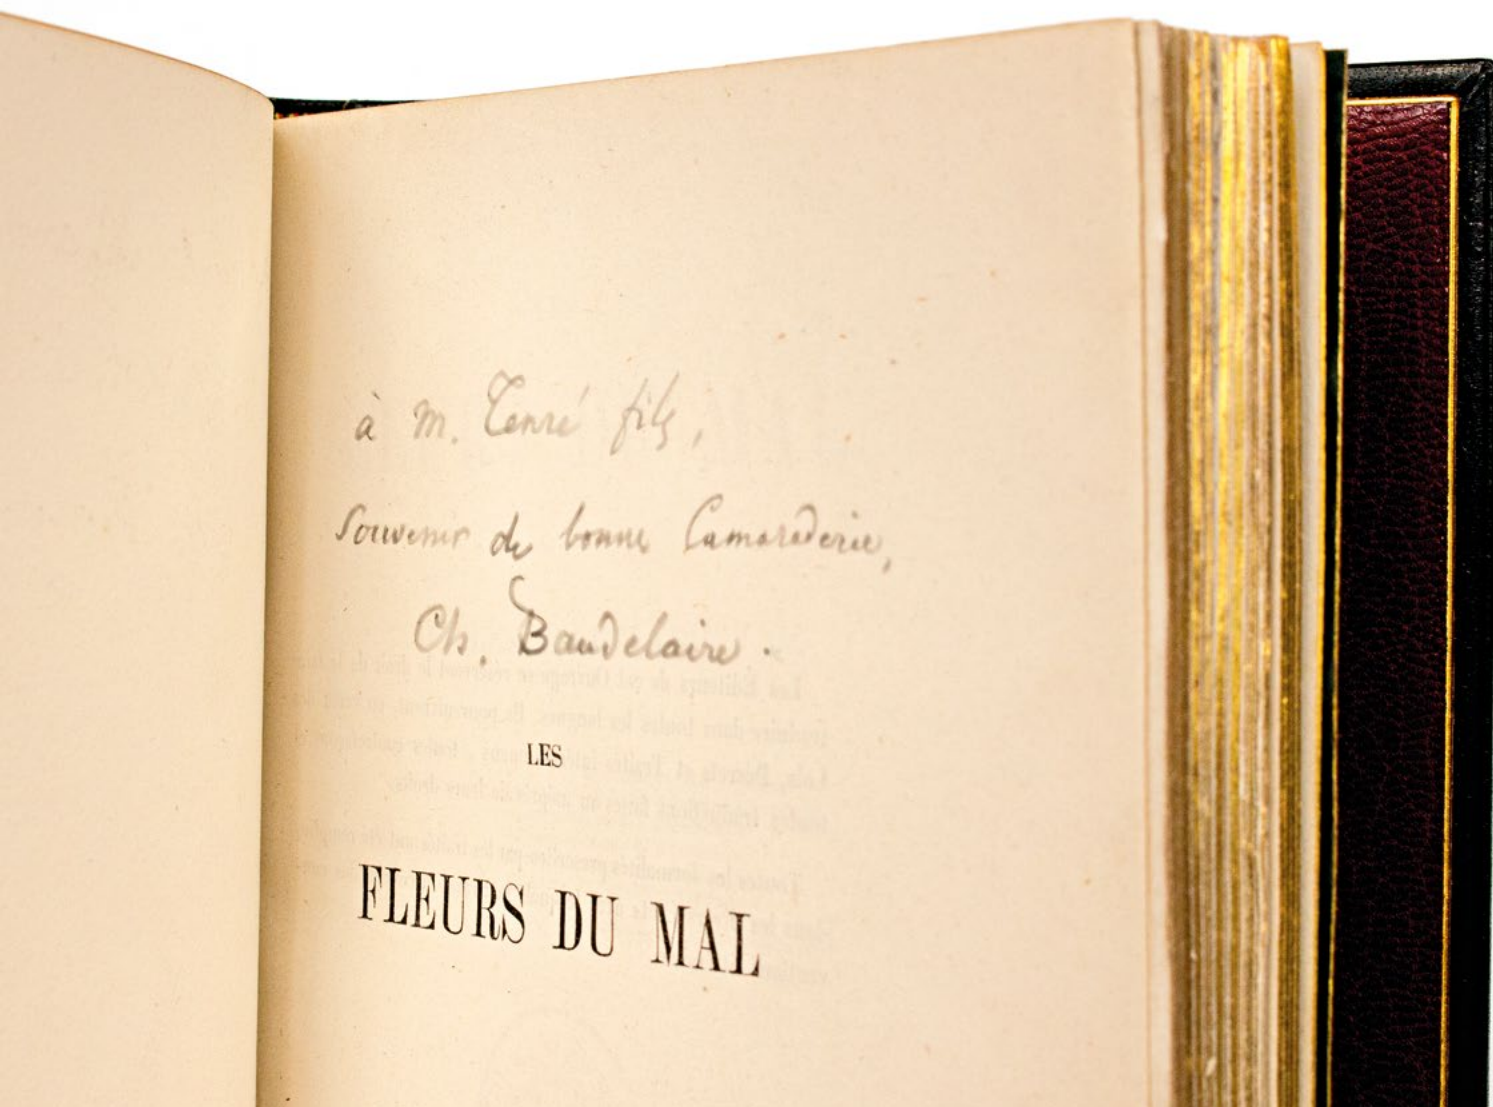 à M. Tenré fils,
Souvenir de bonne Camaraderie,
Ch. Baudelaire.
LES
FLEURS DU MAL